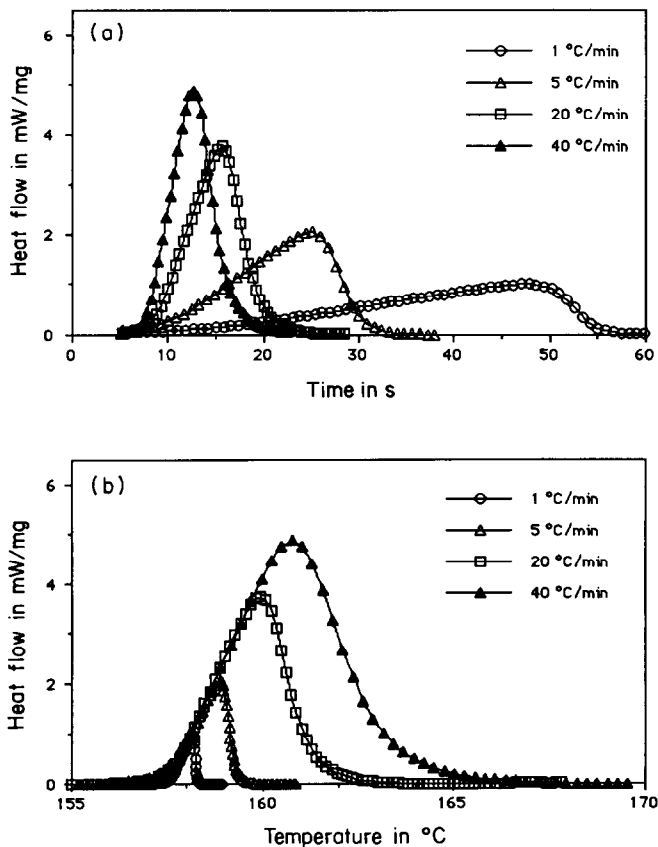 (a)
6
4
2
0
Heat flow in mW/mg
1 °C/min
5 °C/min
20 °C/min
40 °C/min
0 10 20 30 40 50 60
Time in s
(b)
6
4
2
0
Heat flow in mW/mg
1 °C/min
5 °C/min
20 °C/min
40 °C/min
155 160 165 170
Temperature in °C